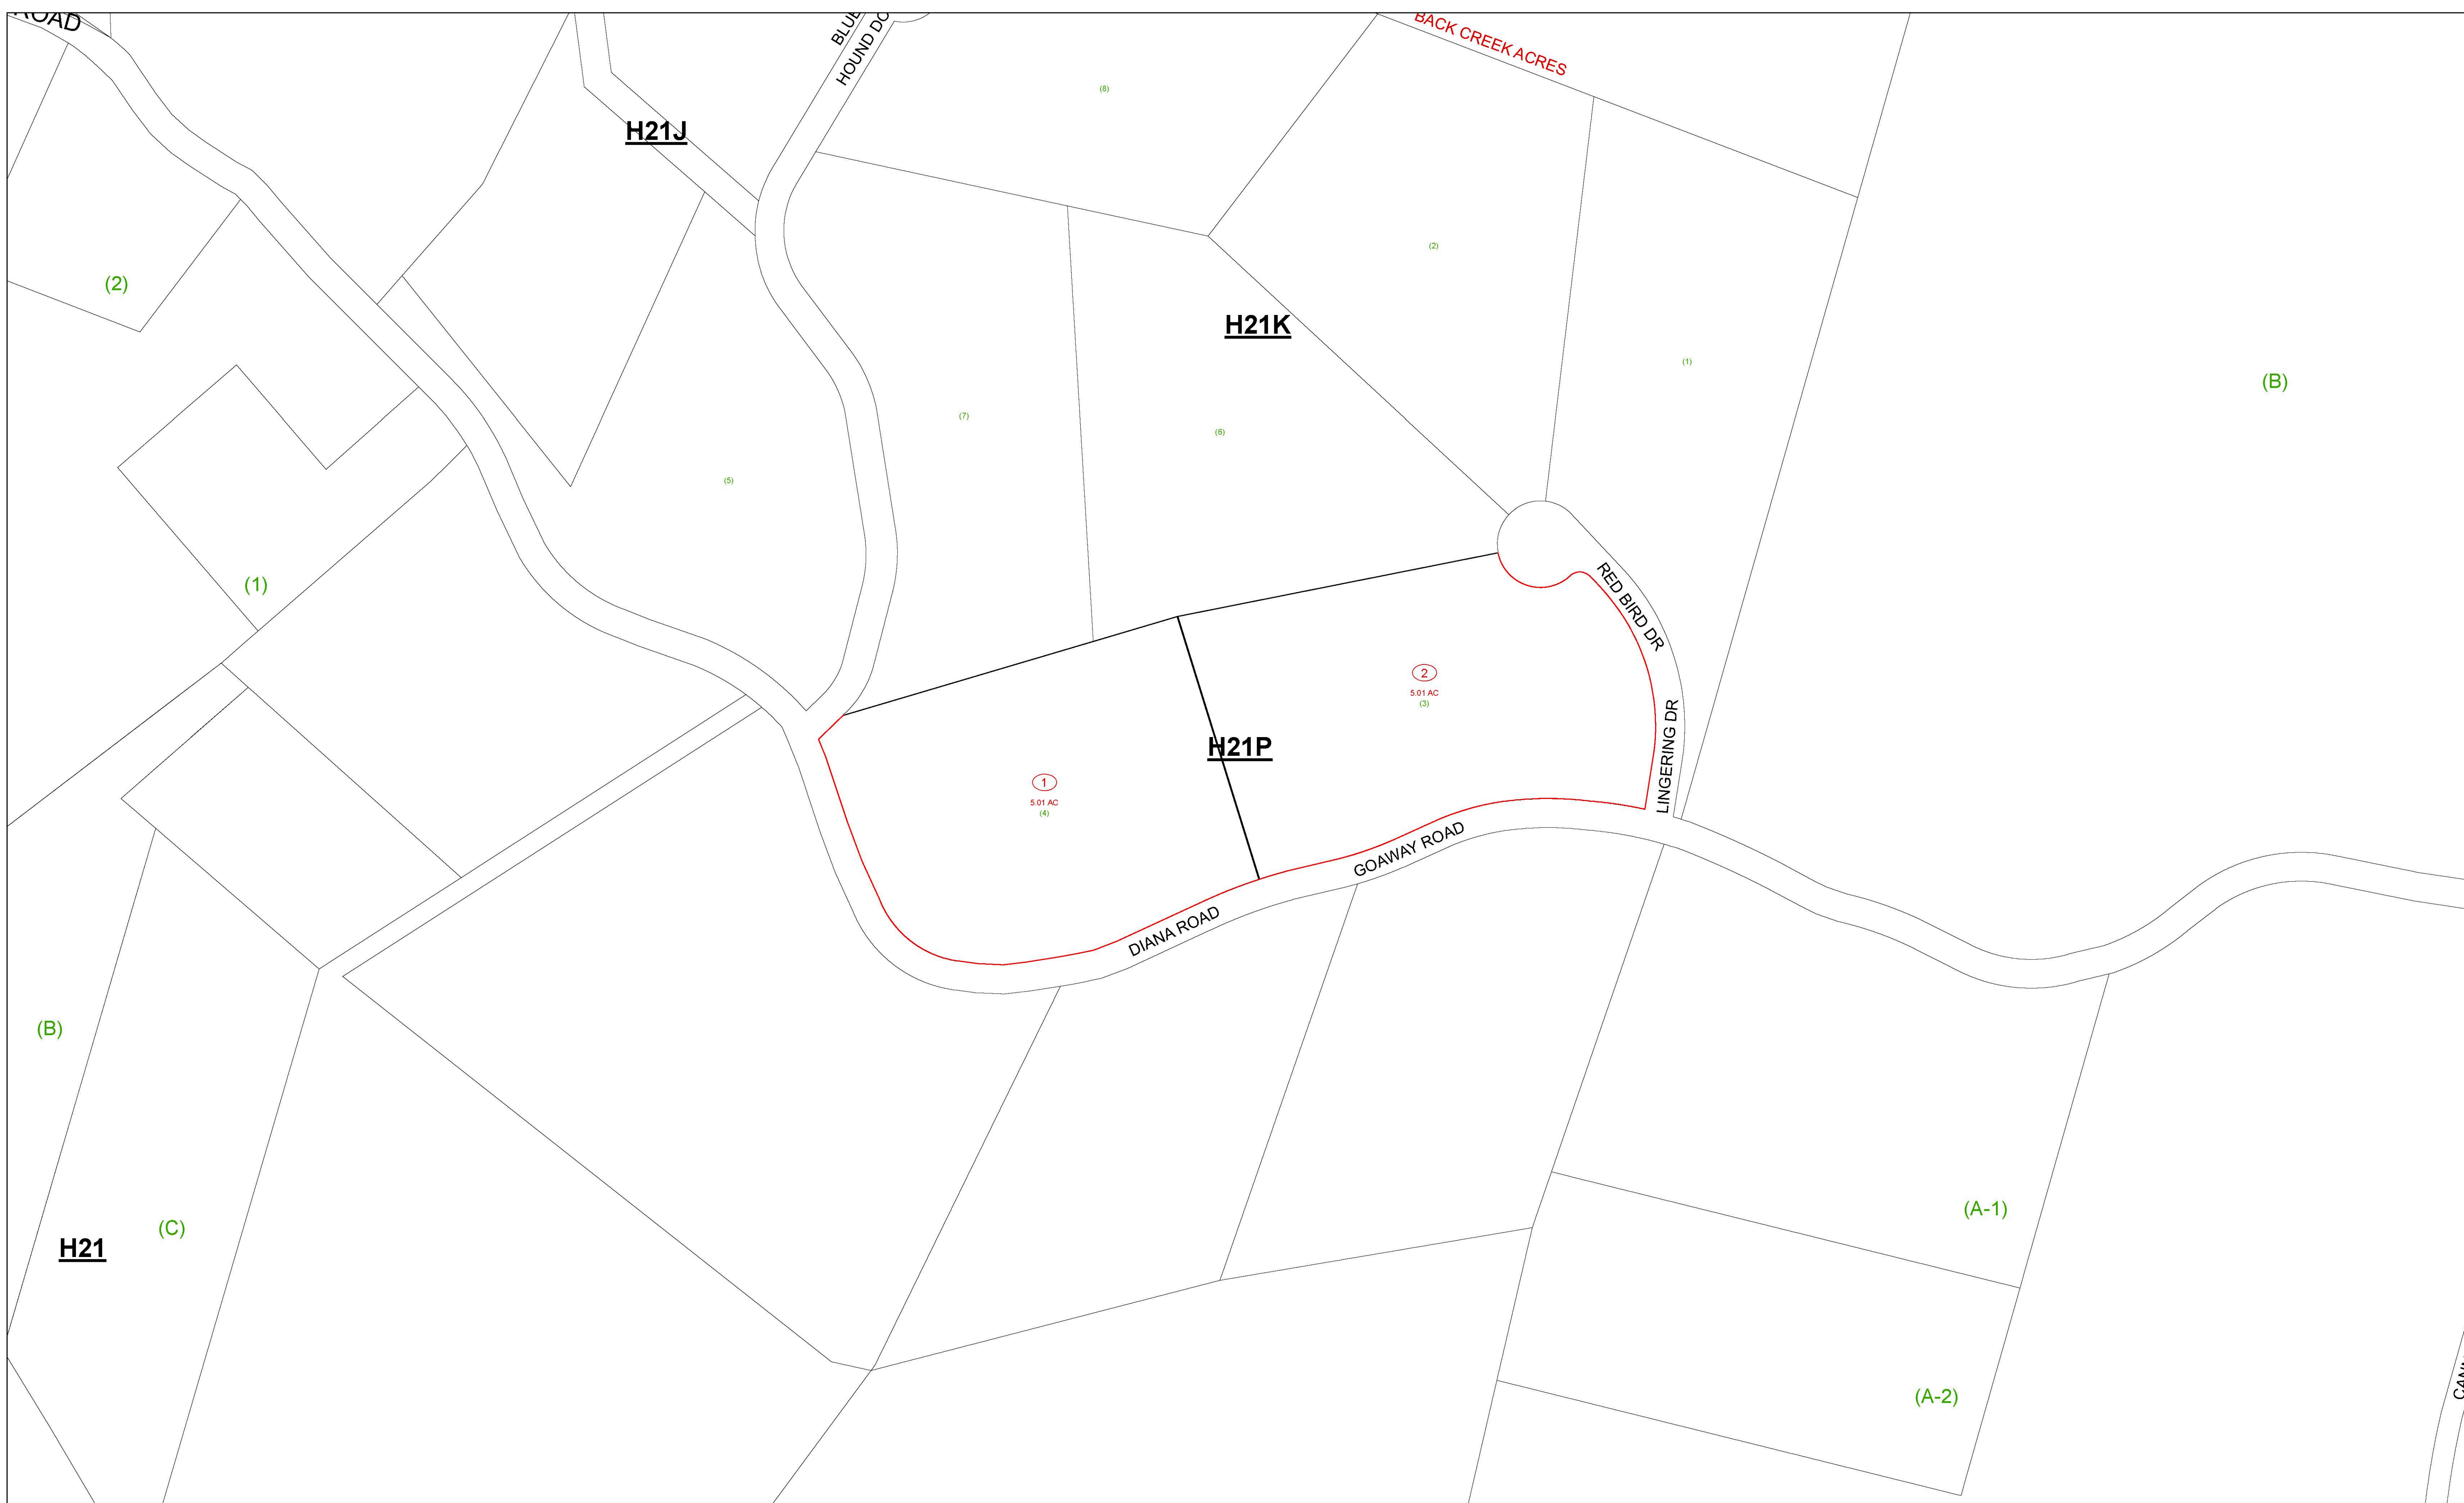 ROAD
BLUE
HOUND DO
BACK CREEK ACRES
(8)
H21J
(2)
(2)
H21K
(1)
(B)
(7)
(6)
(5)
(1)
RED BIRD DR
2
5.01 AC
(3)
LINGERING DR
H21P
1
5.01 AC
(4)
GOAWAY ROAD
DIANA ROAD
(B)
(A-1)
(C)
H21
(A-2)